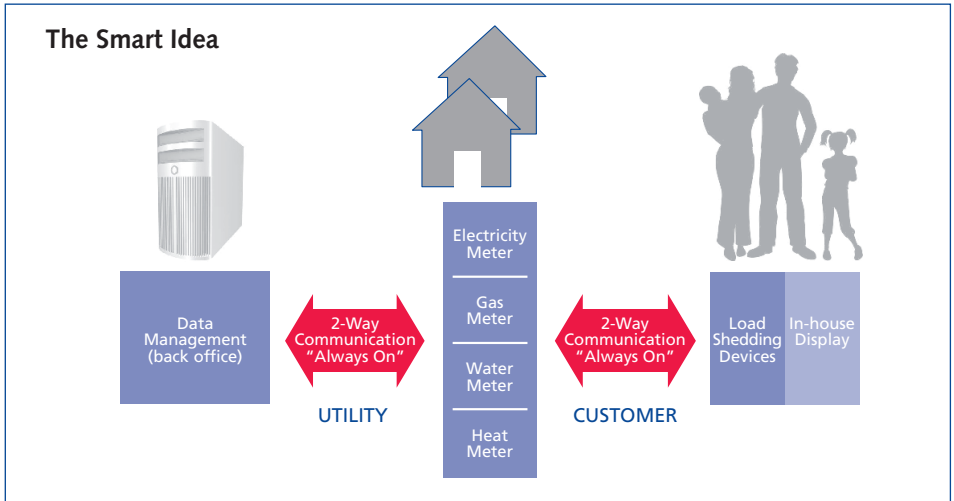 The Smart Idea
Data
Management
(back office)
2-Way
Communication
“Always On”
UTILITY
Electricity
Meter
Gas
Meter
Water
Meter
Heat
Meter
2-Way
Communication
“Always On”
CUSTOMER
Load
Shedding
Devices
In-house
Display